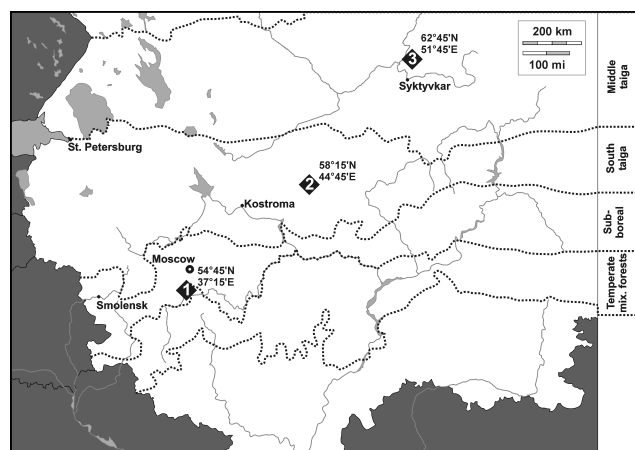 200 km
100 mi
62°45'N
51°45'E
3
Syktyvkar
Middle
taiga
St. Petersburg
South
taiga
58°15'N
44°45'E
2
Kostroma
Sub-
boreal
Moscow
54°45'N
37°15'E
1
Smolensk
Temperate
mix. forests